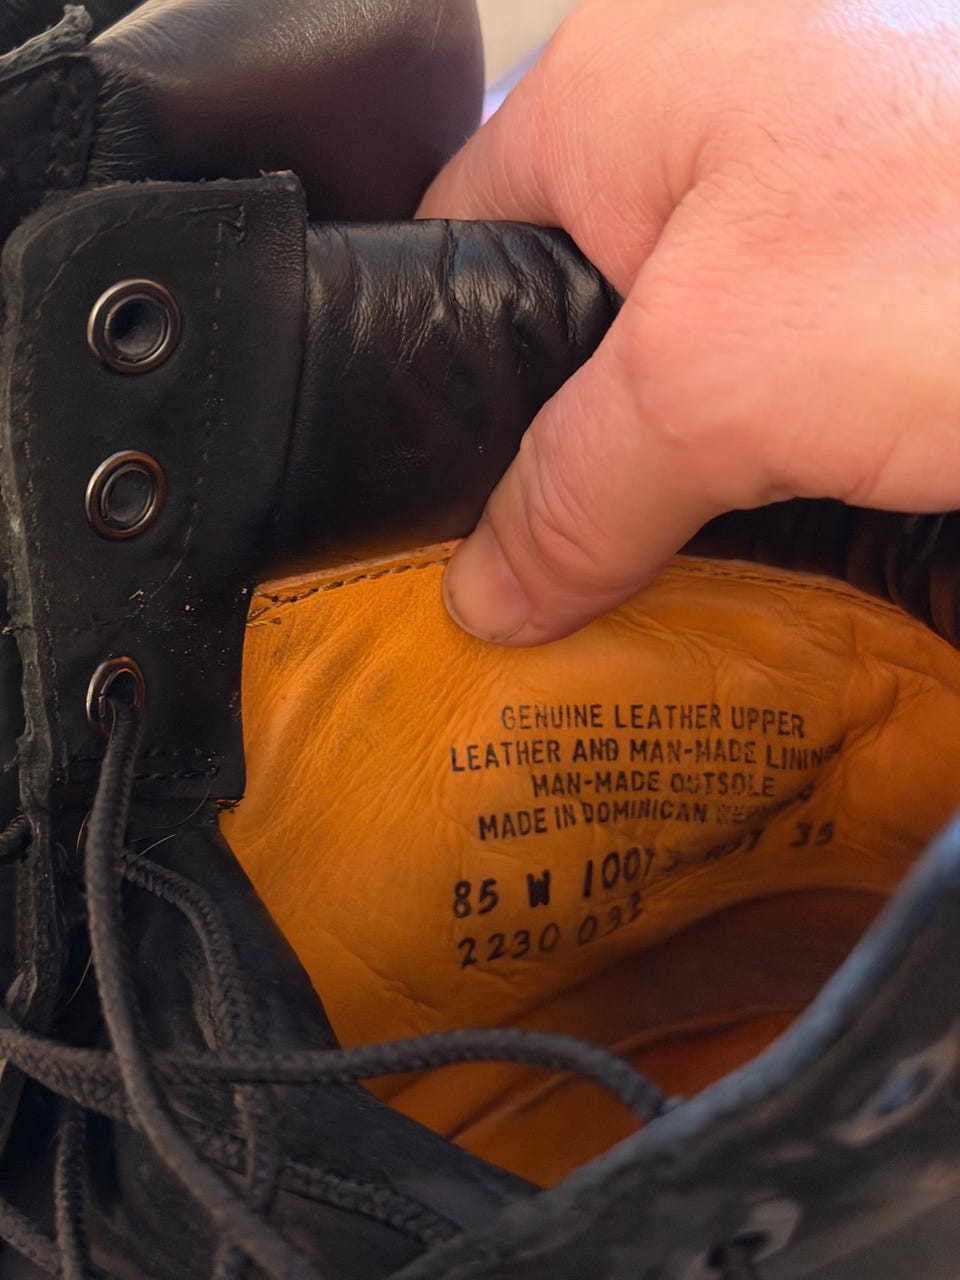 GENUINE LEATHER UPPER
LEATHER AND MAN-MADE LINING
MAN-MADE OUTSOLE
MADE IN DOMINICAN
85 W 35
2230